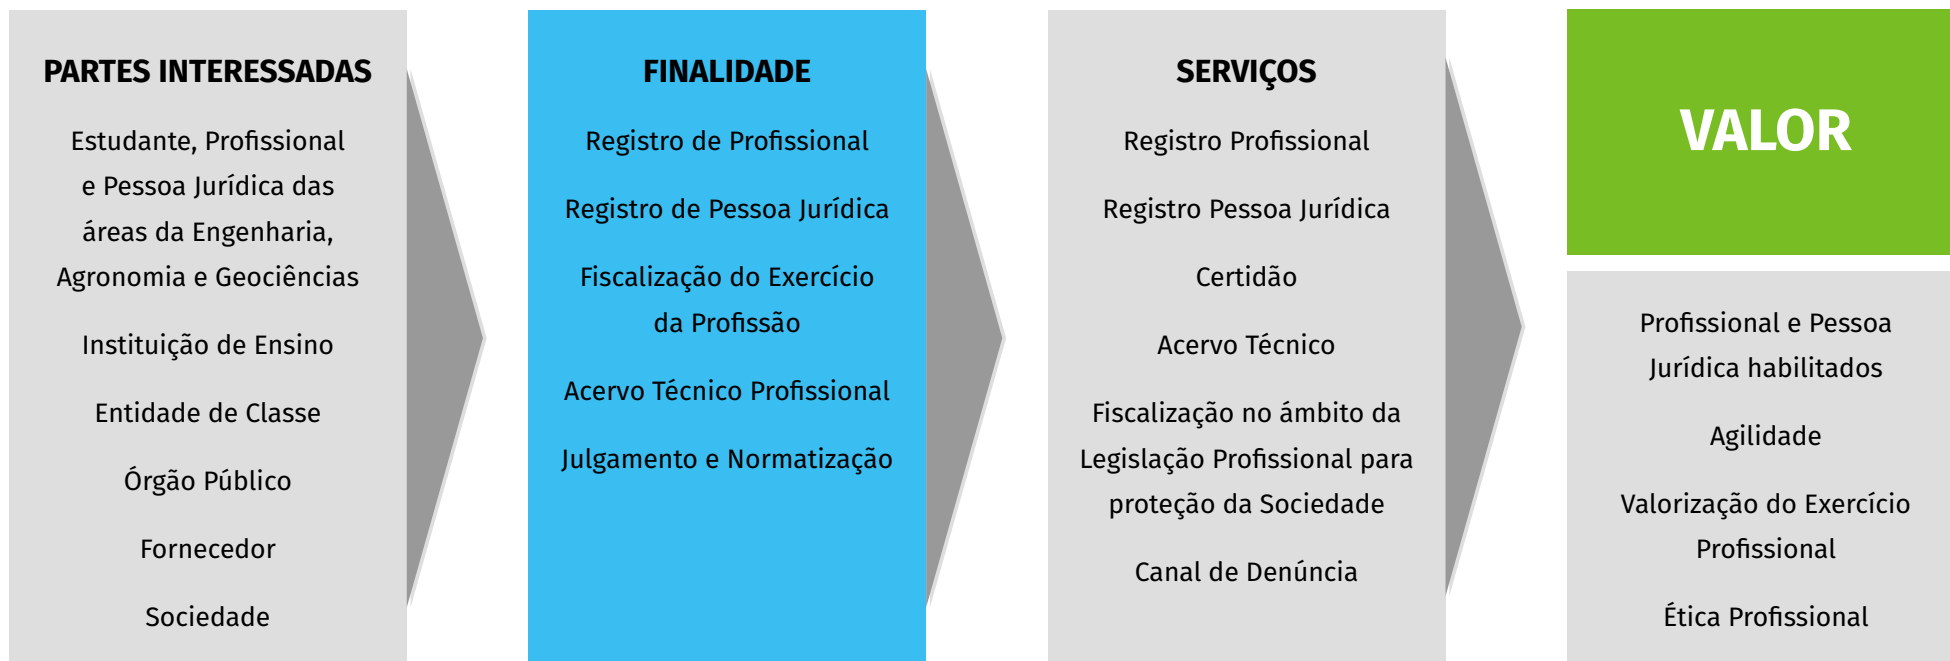 PARTES INTERESSADAS
Estudante, Profissional
e Pessoa Jurídica das
áreas da Engenharia,
Agronomia e Geociências
Instituição de Ensino
Entidade de Classe
Órgão Público
Fornecedor
Sociedade
FINALIDADE
Registro de Profissional
Registro de Pessoa Jurídica
Fiscalização do Exercício
da Profissão
Acervo Técnico Profissional
Julgamento e Normatização
SERVIÇOS
Registro Profissional
Registro Pessoa Jurídica
Certidão
Acervo Técnico
Fiscalização no ámbito da
Legislação Profissional para
proteção da Sociedade
Canal de Denúncia
VALOR
Profissional e Pessoa
Jurídica habilitados
Agilidade
Valorização do Exercício
Profissional
Ética Profissional